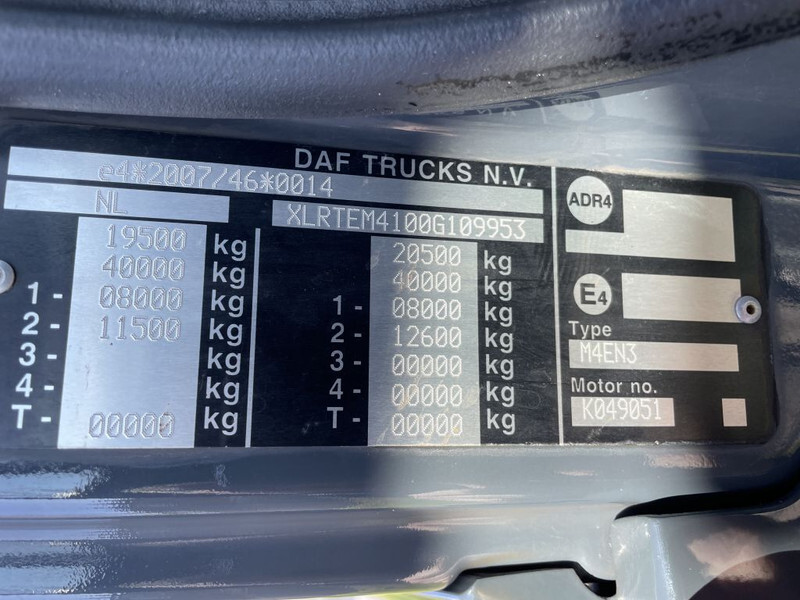 DAF TRUCKS N.V.
e4*2007/46*0014
NL XLRTEM4100G109953
19500 kg 20500 kg
40000 kg 40000 kg
1- 08000 kg 1- 08000 kg
2- 11500 kg 2- 12600 kg
3- kg 3- 00000 kg
4- kg 4- 00000 kg
T- 00000 kg T- 00000 kg
ADR4
E4
Type
M4EN3
Motor no.
K049051